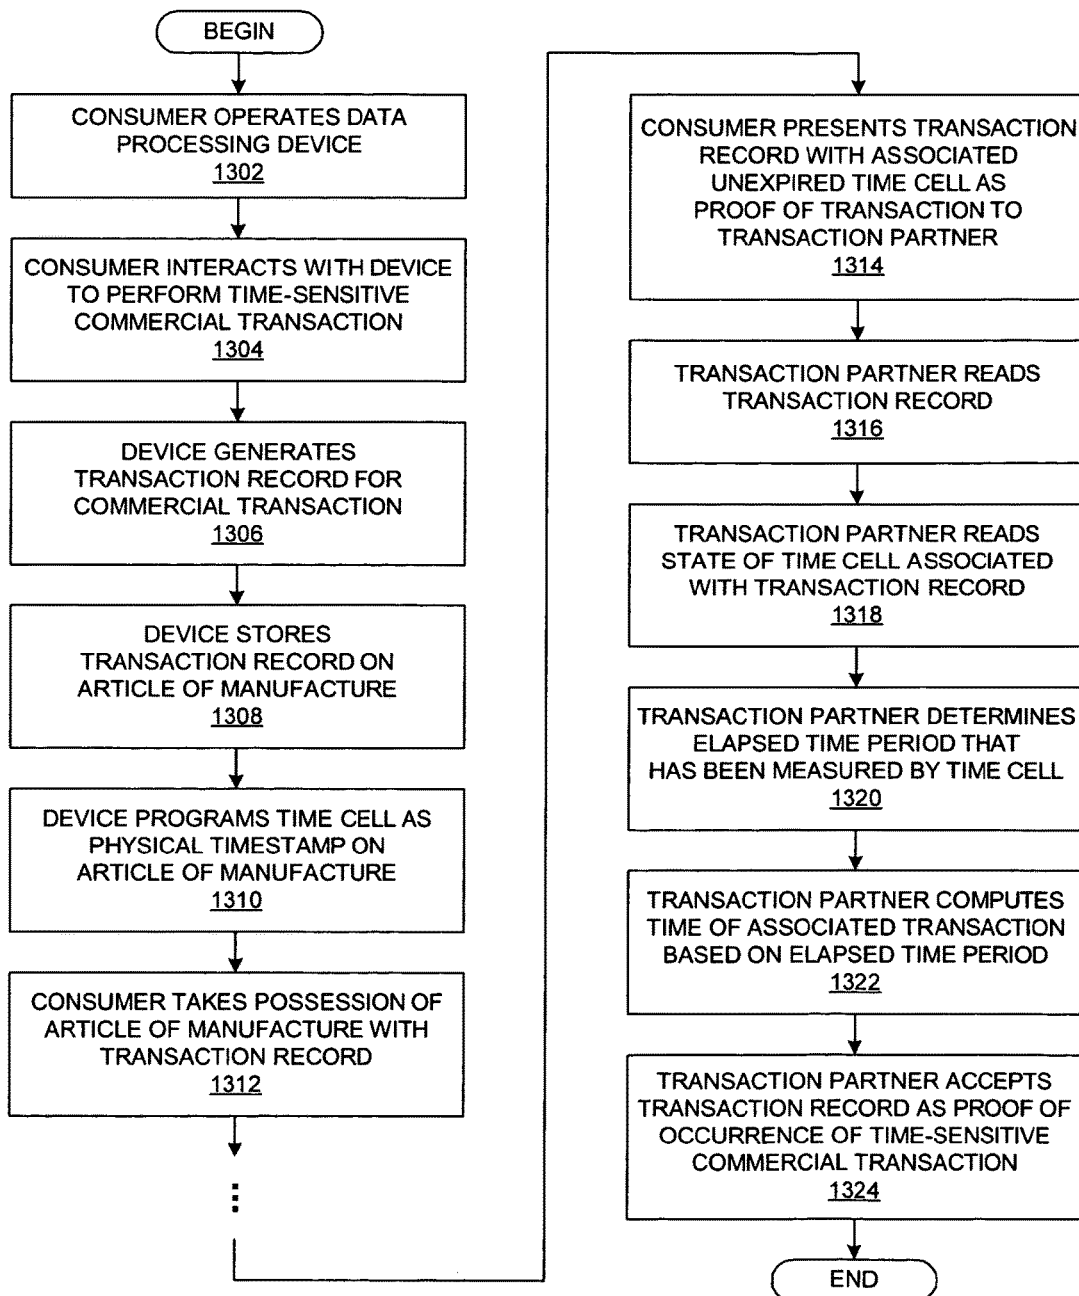 BEGIN
CONSUMER OPERATES DATA
PROCESSING DEVICE
1302
CONSUMER INTERACTS WITH DEVICE
TO PERFORM TIME-SENSITIVE
COMMERCIAL TRANSACTION
1304
DEVICE GENERATES
TRANSACTION RECORD FOR
COMMERCIAL TRANSACTION
1306
DEVICE STORES
TRANSACTION RECORD ON
ARTICLE OF MANUFACTURE
1308
DEVICE PROGRAMS TIME CELL AS
PHYSICAL TIMESTAMP ON
ARTICLE OF MANUFACTURE
1310
CONSUMER TAKES POSSESSION OF
ARTICLE OF MANUFACTURE WITH
TRANSACTION RECORD
1312
CONSUMER PRESENTS TRANSACTION
RECORD WITH ASSOCIATED
UNEXPIRED TIME CELL AS
PROOF OF TRANSACTION TO
TRANSACTION PARTNER
1314
TRANSACTION PARTNER READS
TRANSACTION RECORD
1316
TRANSACTION PARTNER READS
STATE OF TIME CELL ASSOCIATED
WITH TRANSACTION RECORD
1318
TRANSACTION PARTNER DETERMINES
ELAPSED TIME PERIOD THAT
HAS BEEN MEASURED BY TIME CELL
1320
TRANSACTION PARTNER COMPUTES
TIME OF ASSOCIATED TRANSACTION
BASED ON ELAPSED TIME PERIOD
1322
TRANSACTION PARTNER ACCEPTS
TRANSACTION RECORD AS PROOF OF
OCCURRENCE OF TIME-SENSITIVE
COMMERCIAL TRANSACTION
1324
END